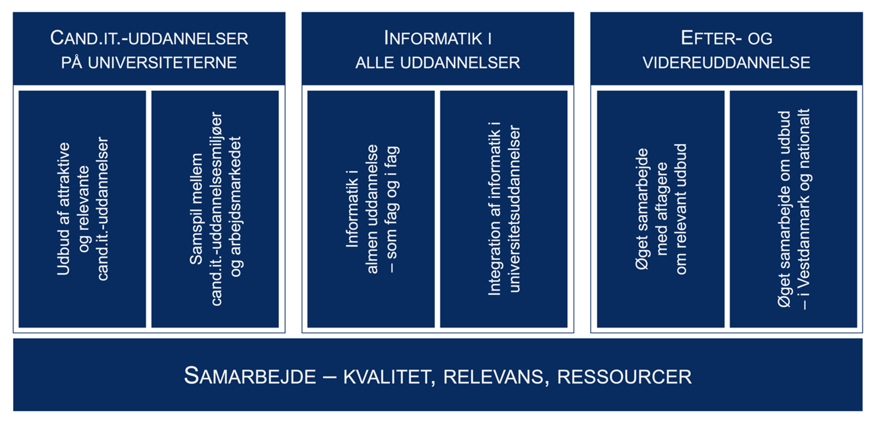 CAND.IT.-UDDANNELSER
PÅ UNIVERSITETERNE
Udbud af attraktive
og relevante
cand.it.-uddannelser
Samspil mellem
cand.it.-uddannelsesmiljøer
og arbejdsmarkedet
INFORMATIK I
ALLE UDDANNELSER
Informatik i
almen uddannelse
– som fag og i fag
Integration af informatik i
universitetsuddannelser
EFTER- OG
VIDEREUDDANNELSE
Øget samarbejde
med aftagere
om relevant udbud
Øget samarbejde om udbud
– i Vestdanmark og nationalt
SAMARBEJDE – KVALITET, RELEVANS, RESSOURCER